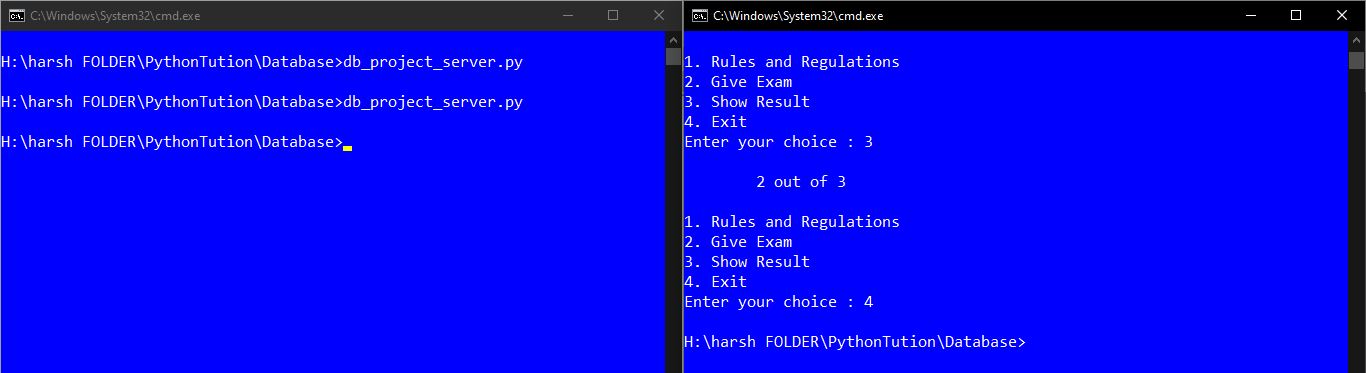 C:\Windows\System32\cmd.exe
H:\harsh FOLDER\PythonTution\Database>db_project_server.py
H:\harsh FOLDER\PythonTution\Database>db_project_server.py
H:\harsh FOLDER\PythonTution\Database>
C:\Windows\System32\cmd.exe
1. Rules and Regulations
2. Give Exam
3. Show Result
4. Exit
Enter your choice : 3
2 out of 3
1. Rules and Regulations
2. Give Exam
3. Show Result
4. Exit
Enter your choice : 4
H:\harsh FOLDER\PythonTution\Database>